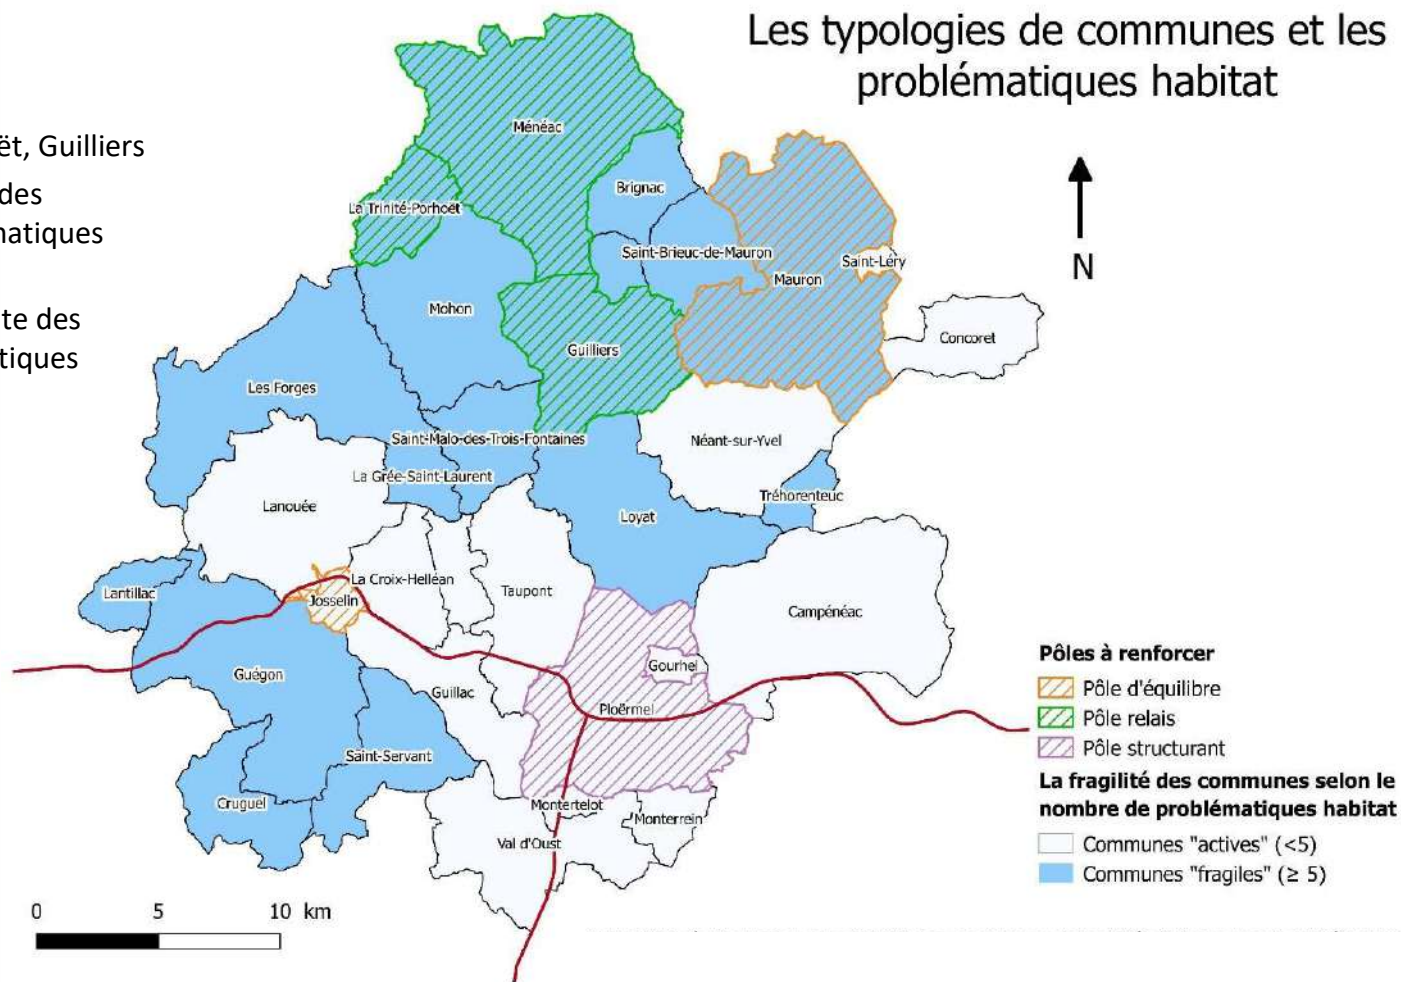 Les typologies de communes et les
problématiques habitat
ët, Guilliers
des
natiques
te des
tiques
N
Ménéac
Brignac
La Trinité-Porhoët
Saint-Brieuc-de-Mauron
Saint-Léry
Mauron
Mohon
Concoret
Guilliers
Les Forges
Saint-Malo-des-Trois-Fontaines
Néant-sur-Yvel
La Grée-Saint-Laurent
Tréhorenteuc
Lanouée
Loyat
La Croix-Helléan
Taupont
Lantillac
Josselin
Campénéac
Gourhel
Guégon
Guillac
Ploërmel
Saint-Servant
Cruguel
Montertelot
Monterrein
Val d'Oust
Pôles à renforcer
Pôle d'équilibre
Pôle relais
Pôle structurant
La fragilité des communes selon le
nombre de problématiques habitat
Communes "actives" (<5)
Communes "fragiles" (≥ 5)
0 5 10 km